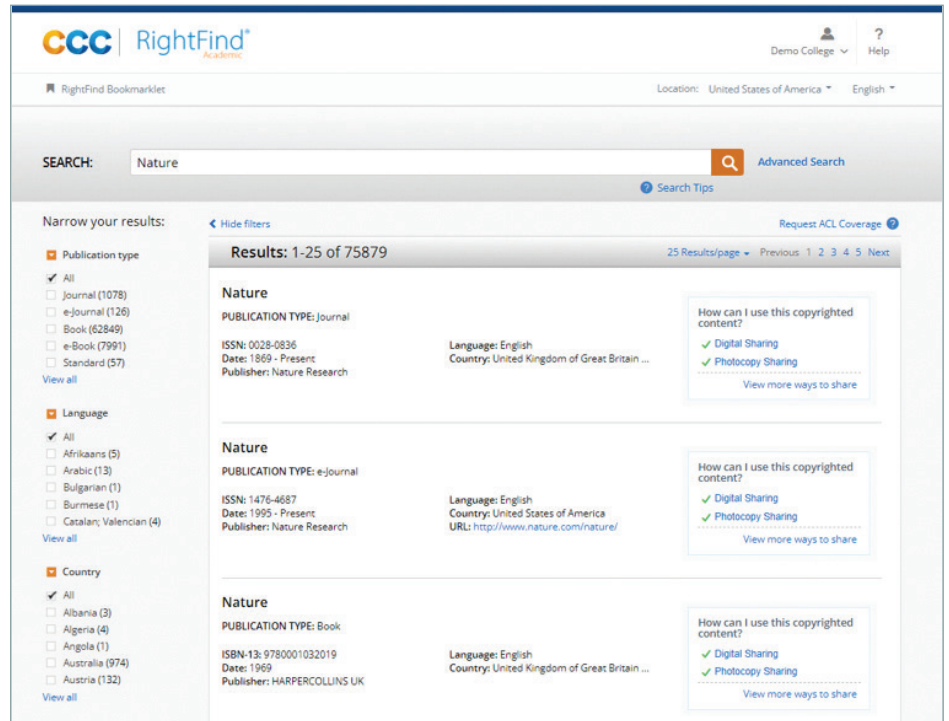 CCC RightFind®
Academic
Demo College
? Help
RightFind Bookmarklet
Location: United States of America
English
SEARCH: Nature
Advanced Search
? Search Tips
Narrow your results:
Publication type
All
Journal (1078)
e-Journal (126)
Book (62849)
e-Book (7991)
Standard (57)
View all
Language
All
Afrikaans (5)
Arabic (13)
Bulgarian (1)
Burmese (1)
Catalan; Valencian (4)
View all
Country
All
Albania (3)
Algeria (4)
Angola (1)
Australia (974)
Austria (132)
View all
Hide filters
Request ACL Coverage ?
Results: 1-25 of 75879
25 Results/page Previous 1 2 3 4 5 Next
Nature
PUBLICATION TYPE: Journal
ISSN: 0028-0836
Date: 1869 - Present
Publisher: Nature Research
Language: English
Country: United Kingdom of Great Britain ...
How can I use this copyrighted
content?
Digital Sharing
Photocopy Sharing
View more ways to share
Nature
PUBLICATION TYPE: e-Journal
ISSN: 1476-4687
Date: 1995 - Present
Publisher: Nature Research
Language: English
Country: United States of America
URL: http://www.nature.com/nature/
How can I use this copyrighted
content?
Digital Sharing
Photocopy Sharing
View more ways to share
Nature
PUBLICATION TYPE: Book
ISBN-13: 9780001032019
Date: 1969
Publisher: HARPERCOLLINS UK
Language: English
Country: United Kingdom of Great Britain ...
How can I use this copyrighted
content?
Digital Sharing
Photocopy Sharing
View more ways to share